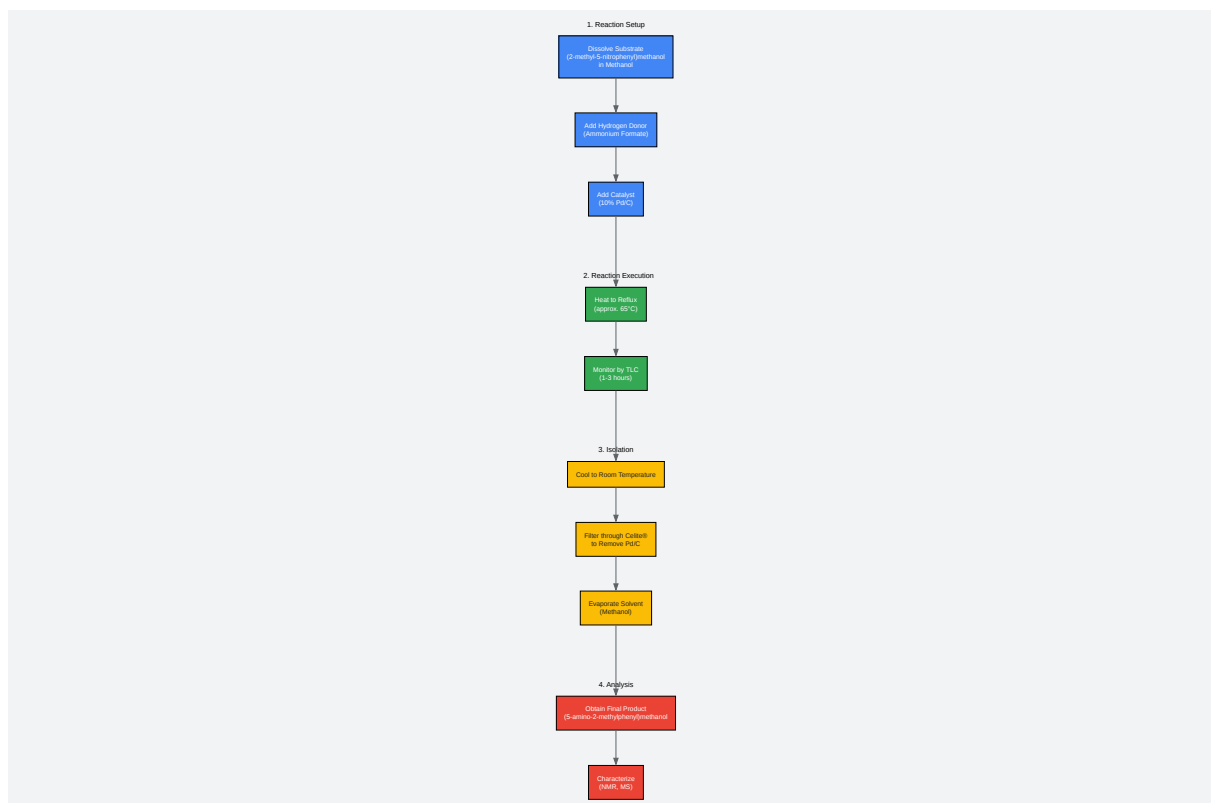 1. Reaction Setup
Dissolve Substrate
(2-methyl-5-nitrophenyl)methanol
in Methanol
Add Hydrogen Donor
(Ammonium Formate)
Add Catalyst
(10% Pd/C)
2. Reaction Execution
Heat to Reflux
(approx. 65°C)
Monitor by TLC
(1-3 hours)
3. Isolation
Cool to Room Temperature
Filter through Celite®
to Remove Pd/C
Evaporate Solvent
(Methanol)
4. Analysis
Obtain Final Product
(5-amino-2-methylphenyl)methanol
Characterize
(NMR, MS)